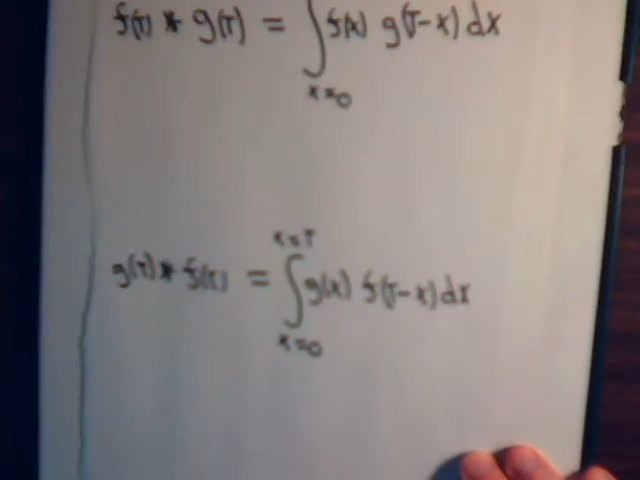 f(T) * g(T) = ∫ f(x) g(T-x) dx
x=0
x=T
g(T) * f(T) = ∫ g(x) f(T-x) dx
x=0